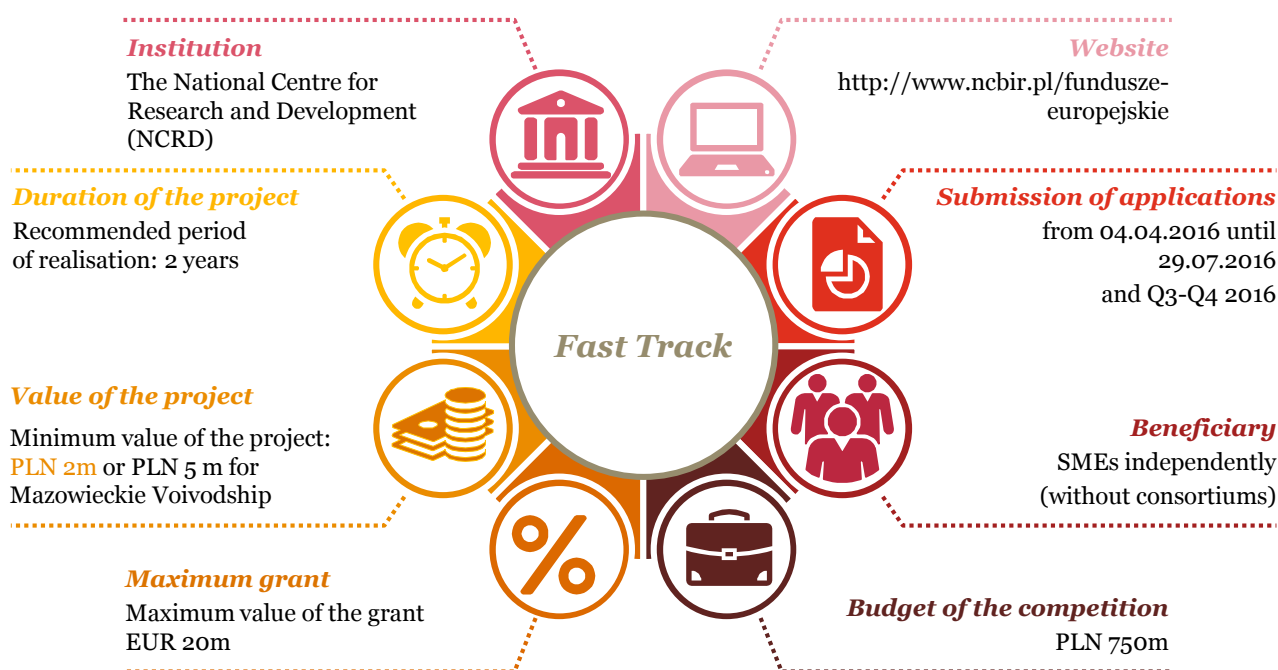 Institution
The National Centre for
Research and Development
(NCRD)
Website
http://www.ncbir.pl/fundusze-
europejskie
Duration of the project
Recommended period
of realisation: 2 years
Submission of applications
from 04.04.2016 until
29.07.2016
and Q3-Q4 2016
Fast Track
Value of the project
Minimum value of the project:
PLN 2m or PLN 5 m for
Mazowieckie Voivodship
Beneficiary
SMEs independently
(without consortiums)
Maximum grant
Maximum value of the grant
EUR 20m
Budget of the competition
PLN 750m